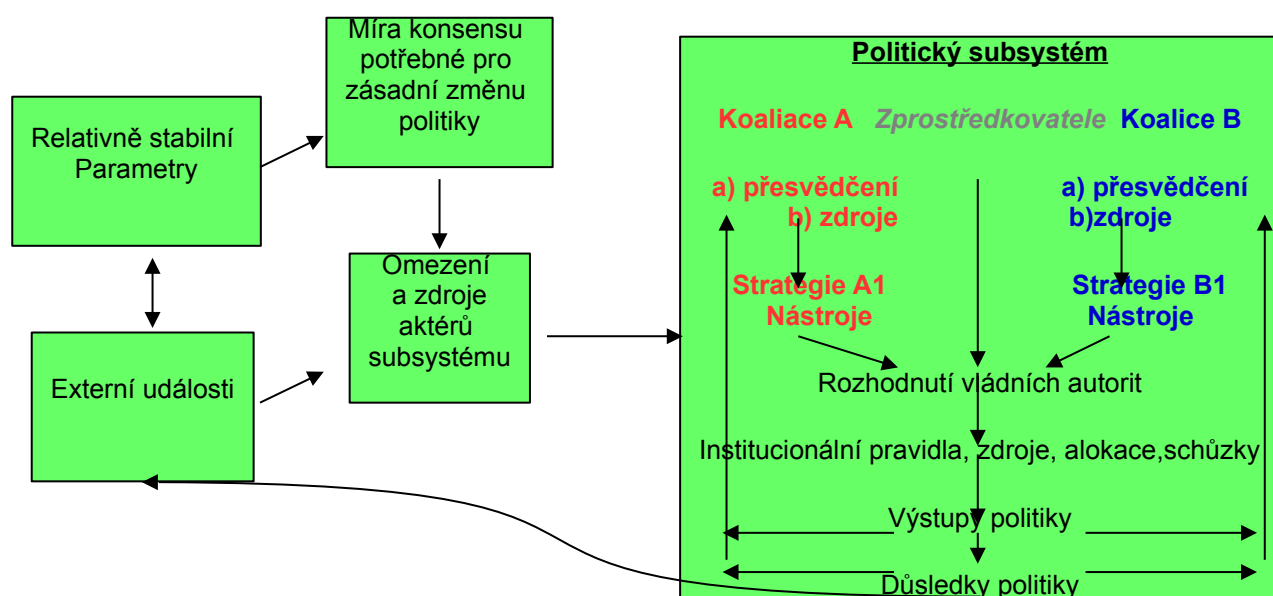 Míra konsensu
potřebné pro
zásadní změnu
politiky
Relativně stabilní
Parametry
Omezení
a zdroje
aktérů
subsystému
Externí události
Politický subsystém
Koaliace A Zprostředkovatele Koalice B
a) přesvědčení a) přesvědčení
b) zdroje b)zdroje
Strategie A1 Strategie B1
Nástroje Nástroje
Rozhodnutí vládních autorit
Institucionální pravidla, zdroje, alokace,schůzky
Výstupy politiky
Důsledky politiky